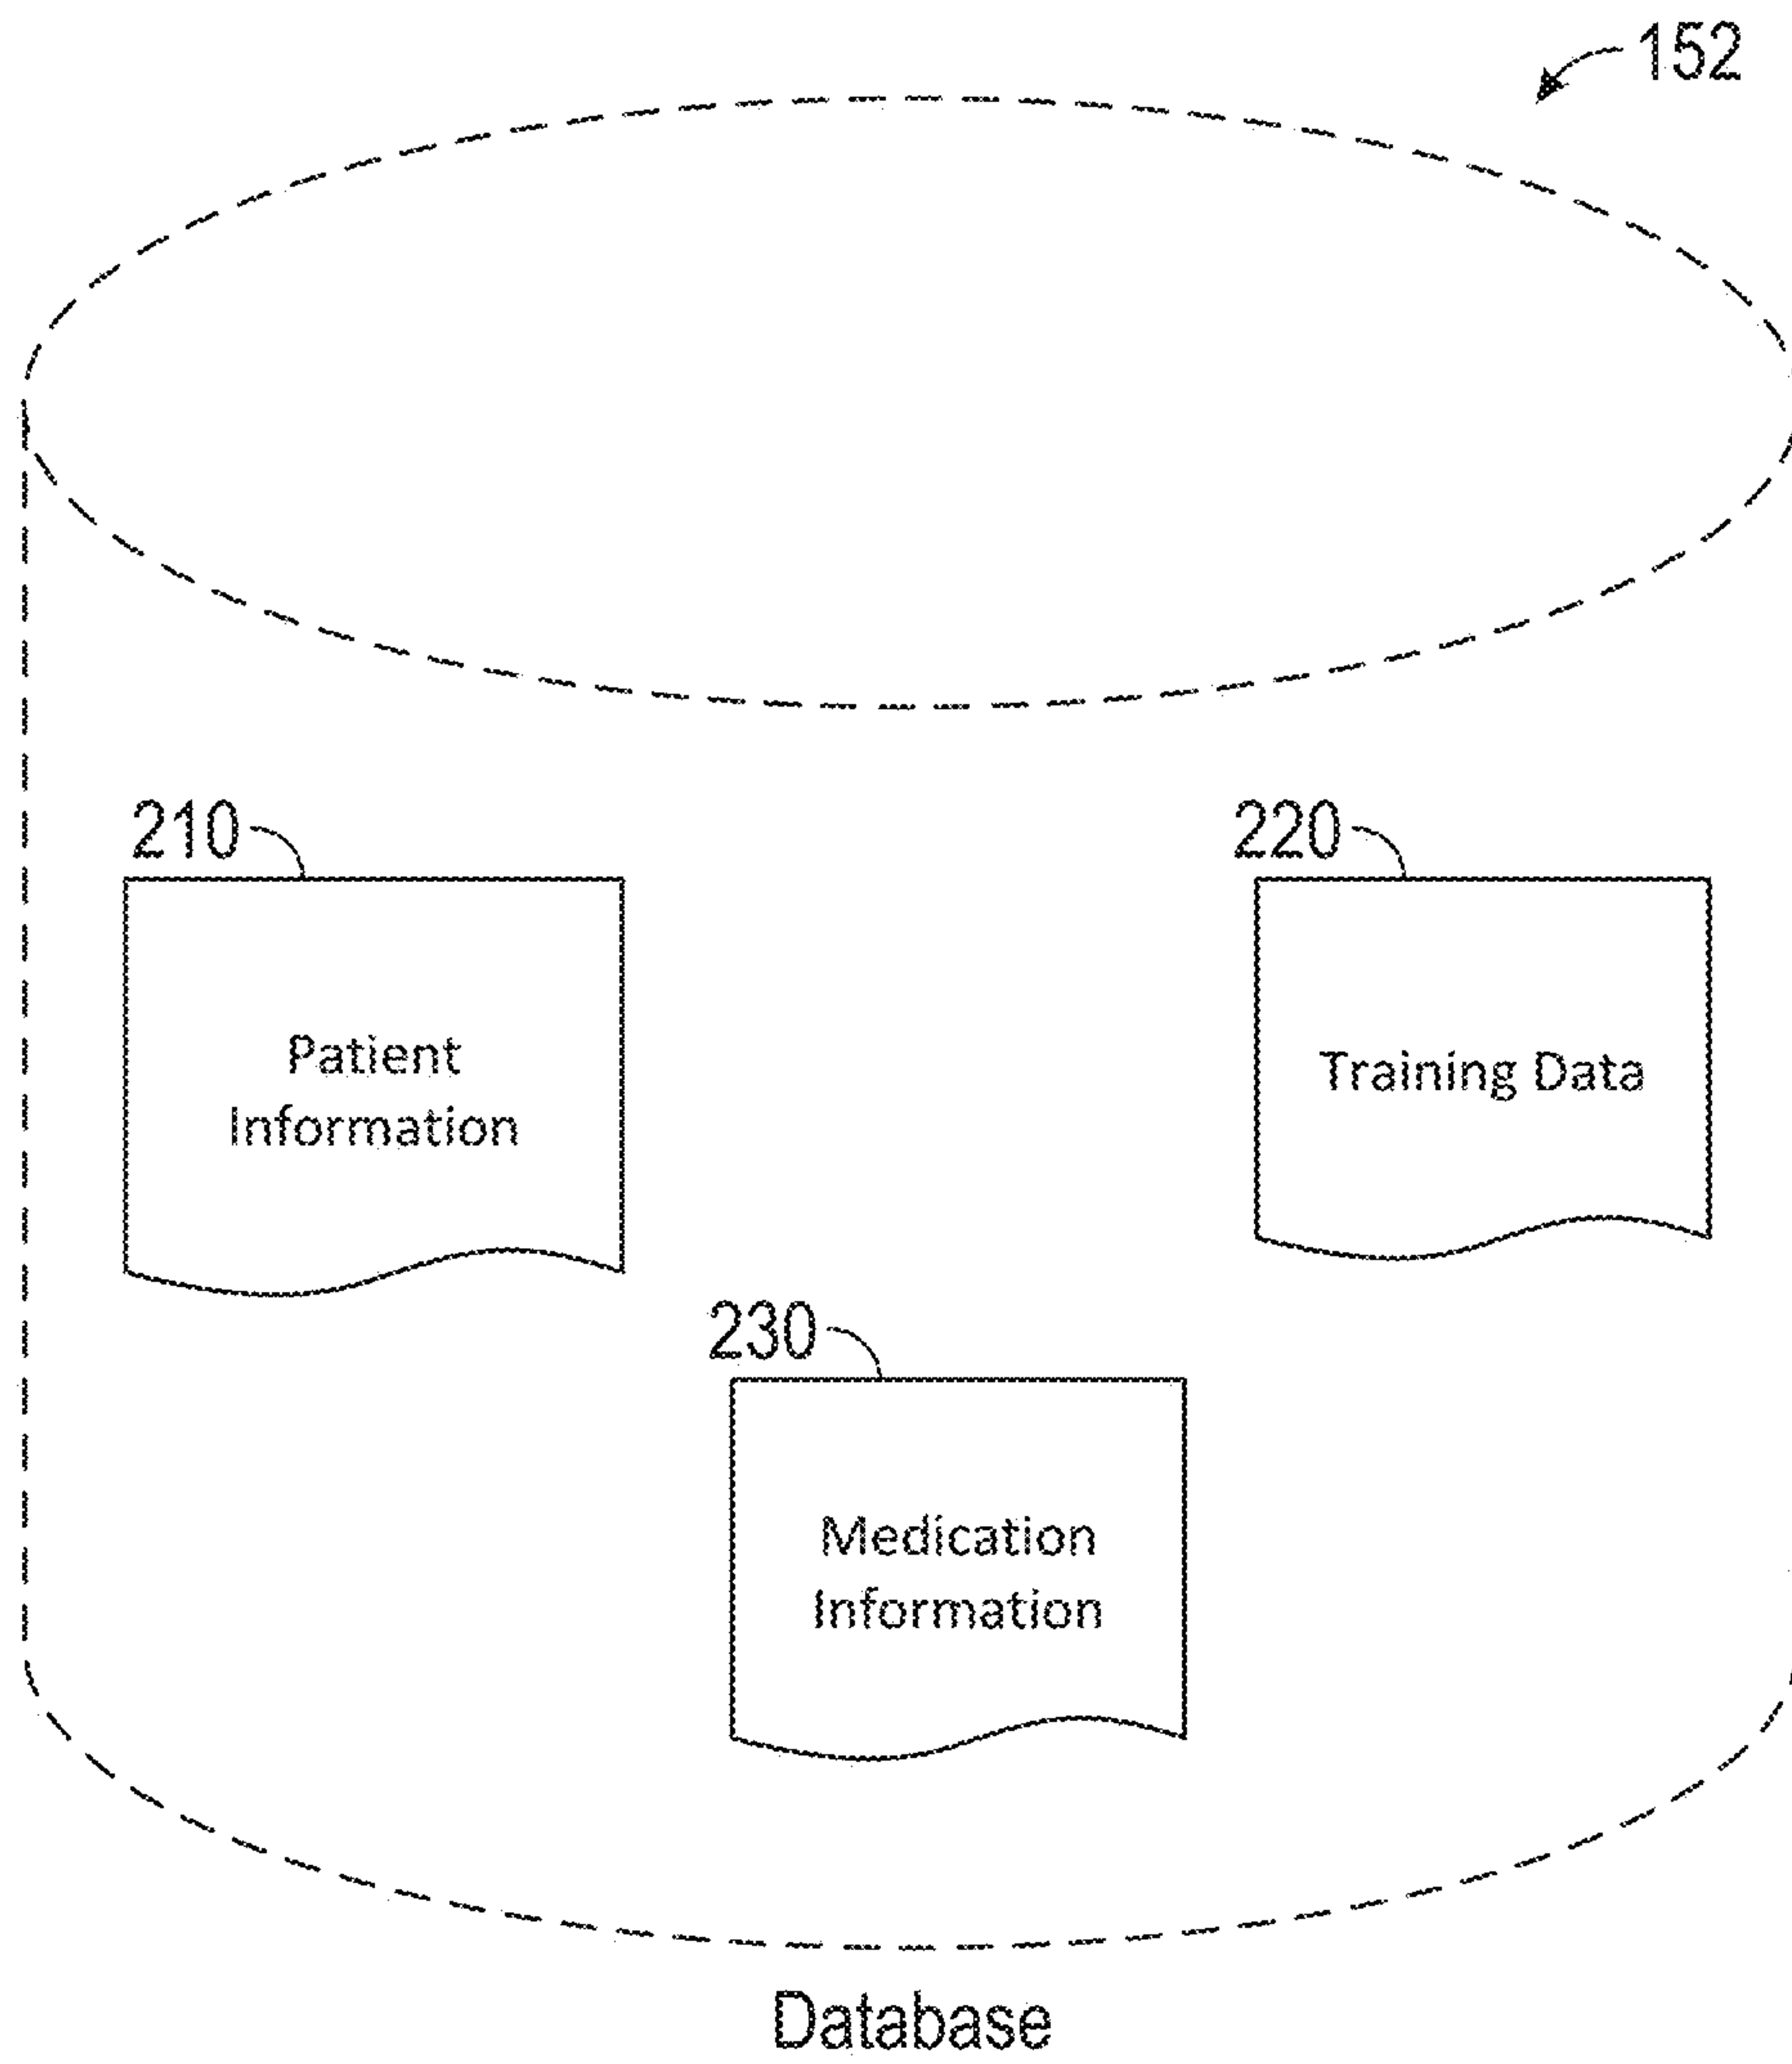 152
210
220
Patient
Information
Training Data
230
Medication
Information
Database